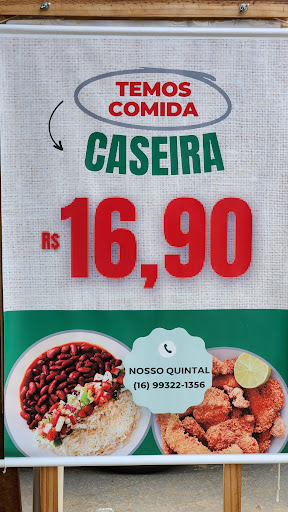 TEMOS
COMIDA
CASEIRA
R$ 16,90
NOSSO QUINTAL
(16) 99322-1356